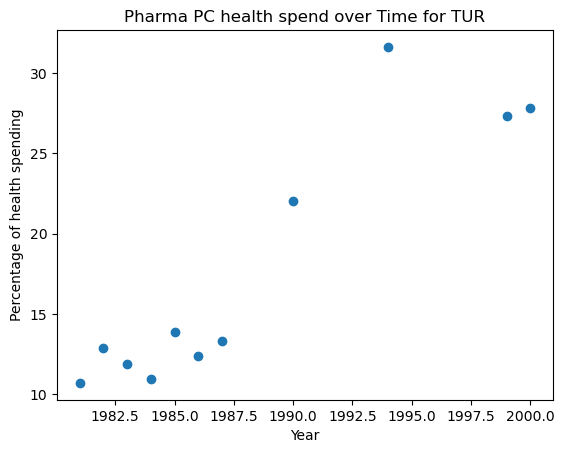 Pharma PC health spend over Time for TUR
Percentage of health spending
30
25
20
15
10
1982.5 1985.0 1987.5 1990.0 1992.5 1995.0 1997.5 2000.0
Year